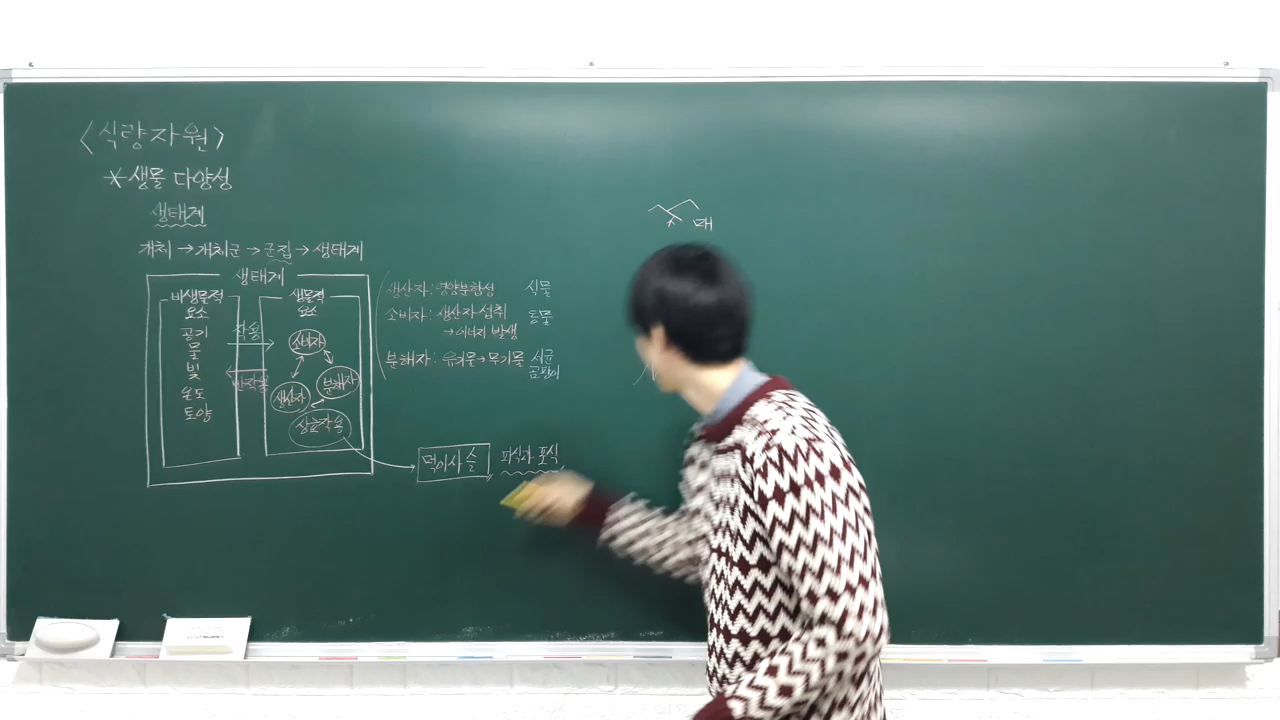 <식량자원>
*생물 다양성
생태계
개체→개체군→군집→생태계
생태계
비생물적
요소
공기
물
빛
온도
토양
작용
반작용
생물적
요소
소비자
생산자
분해자
상호작용
생산자: 영양분합성 식물
소비자: 생산자 섭취 동물
→에너지 발생
분해자: 유기물→무기물 세균
곰팡이
먹이사슬 피식과 포식
매